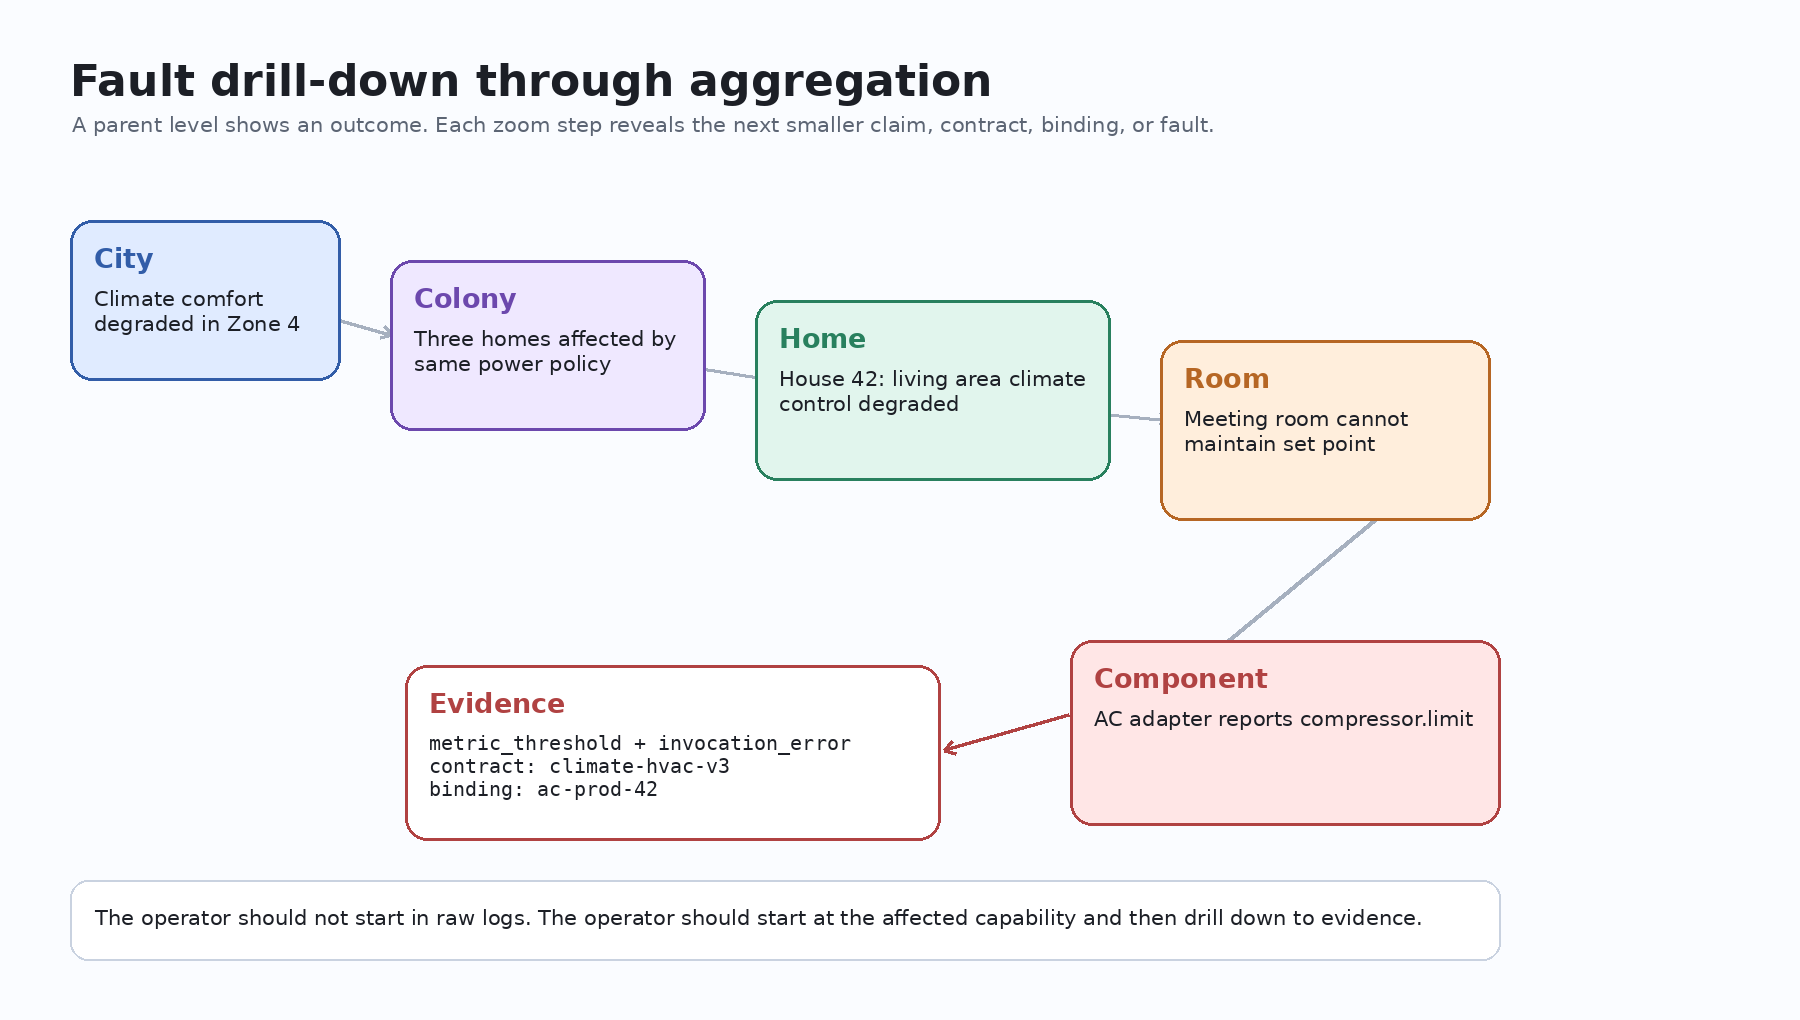 Fault drill-down through aggregation
A parent level shows an outcome. Each zoom step reveals the next smaller claim, contract, binding, or fault.
City
Climate comfort
degraded in Zone 4
Colony
Three homes affected by
same power policy
Home
House 42: living area climate
control degraded
Room
Meeting room cannot
maintain set point
Component
AC adapter reports compressor.limit
Evidence
metric_threshold + invocation_error
contract: climate-hvac-v3
binding: ac-prod-42
The operator should not start in raw logs. The operator should start at the affected capability and then drill down to evidence.